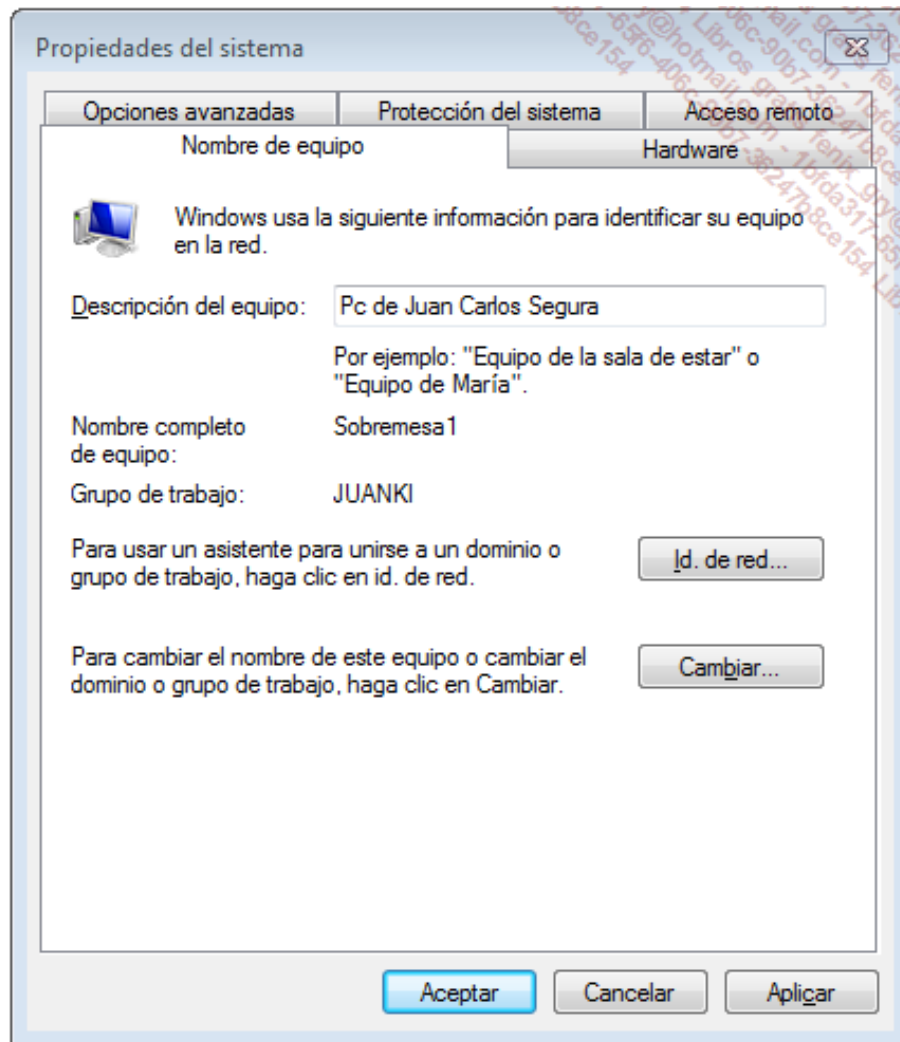 Propiedades del sistema
Opciones avanzadas Protección del sistema Acceso remoto
Nombre de equipo Hardware
Windows usa la siguiente información para identificar su equipo
en la red.
Descripción del equipo: Pc de Juan Carlos Segura
Por ejemplo: "Equipo de la sala de estar" o
"Equipo de María".
Nombre completo
de equipo: Sobremesa1
Grupo de trabajo: JUANKI
Para usar un asistente para unirse a un dominio o
grupo de trabajo, haga clic en id. de red.
Id. de red...
Para cambiar el nombre de este equipo o cambiar el
dominio o grupo de trabajo, haga clic en Cambiar.
Cambiar...
Aceptar Cancelar Aplicar